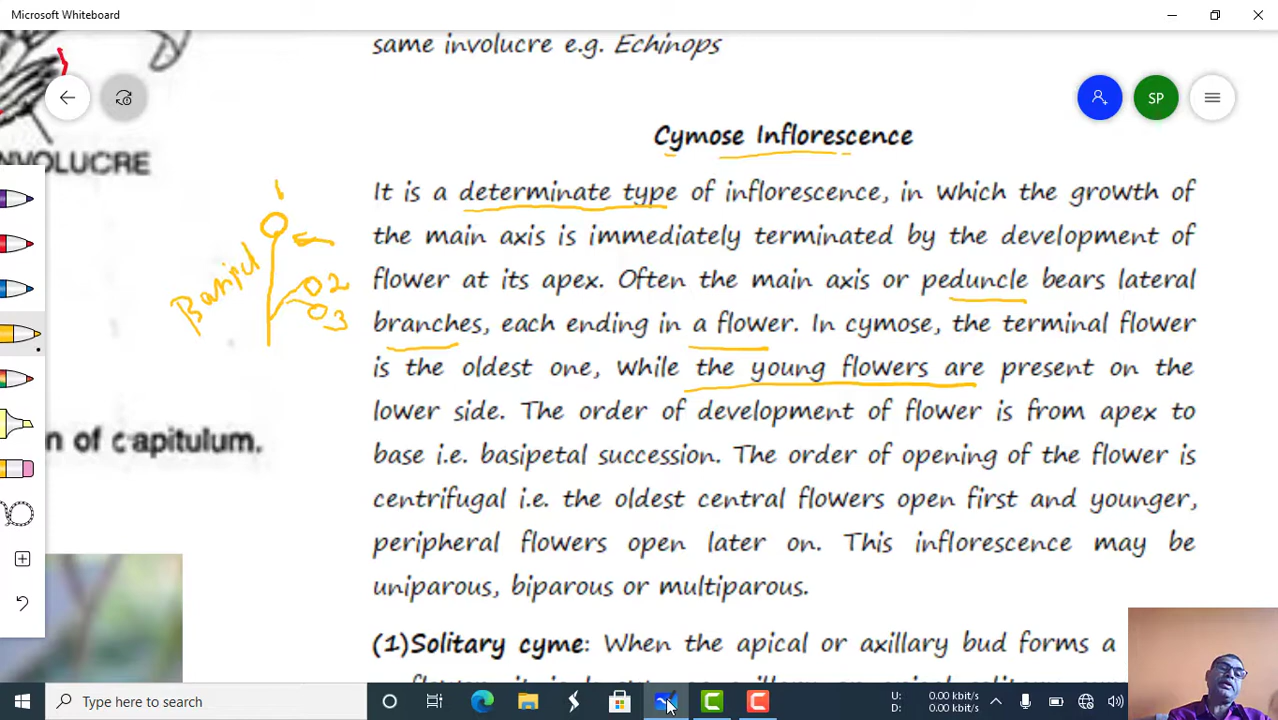 Microsoft Whiteboard
same involucre e.g. Echinops
SP
Cymose Inflorescence
NVOLUCRE
1
It is a determinate type of inflorescence, in which the growth of
the main axis is immediately terminated by the development of
flower at its apex. Often the main axis or peduncle bears lateral
2
3
branches, each ending in a flower. In cymose, the terminal flower
is the oldest one, while the young flowers are present on the
lower side. The order of development of flower is from apex to
n of capitulum.
base i.e. basipetal succession. The order of opening of the flower is
centrifugal i.e. the oldest central flowers open first and younger,
peripheral flowers open later on. This inflorescence may be
uniparous, biparous or multiparous.
(1)Solitary cyme: When the apical or axillary bud forms a
Type here to search
U: 0.00 kbit/s
D: 0.00 kbit/s